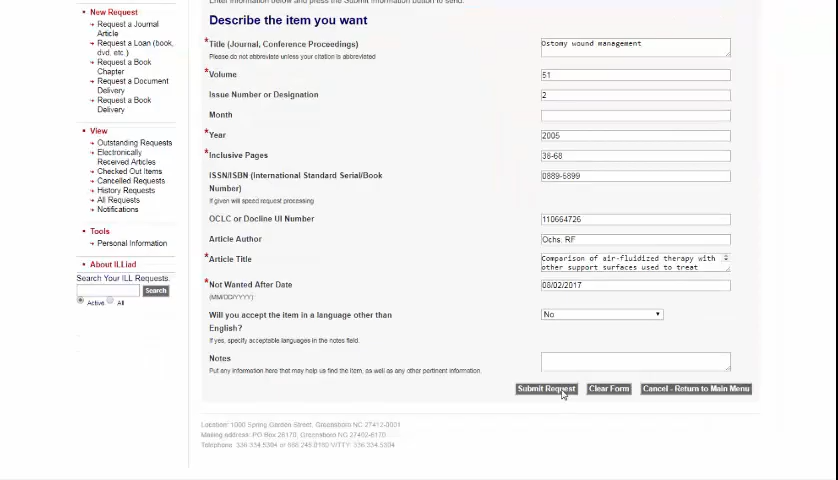 Enter information below and press the Submit Information button to send.
Describe the item you want
New Request
Request a Journal
Article
Request a Loan (book,
dvd, etc.)
Request a Book
Chapter
Request a Document
Delivery
Request a Book
Delivery
View
Outstanding Requests
Electronically
Received Articles
Checked Out Items
Cancelled Requests
History Requests
All Requests
Notifications
Tools
Personal Information
About ILLiad
Search Your ILL Requests:
Search
Active All
*Title (Journal, Conference Proceedings)
Ostomy wound management
Please do not abbreviate unless your citation is abbreviated
*Volume
51
Issue Number or Designation
2
Month
*Year
2005
*Inclusive Pages
38-68
ISSN/ISBN (International Standard Serial/Book
Number)
0889-5899
If given will speed request processing
OCLC or Docline UI Number
110664726
Article Author
Ochs. RF
*Article Title
Comparison of air-fluidized therapy with
other support surfaces used to treat
*Not Wanted After Date
08/02/2017
(MM/DD/YYYY)
Will you accept the item in a language other than
English?
No
If yes, specify acceptable languages in the notes field.
Notes
Put any information here that may help us find the item, as well as any other pertinent information.
Submit Request
Clear Form
Cancel - Return to Main Menu
Location: 1000 Spring Garden Street, Greensboro NC 27412-0001
Mailing address: PO Box 26170, Greensboro NC 27402-6170
Telephone: 336.334.5304 or